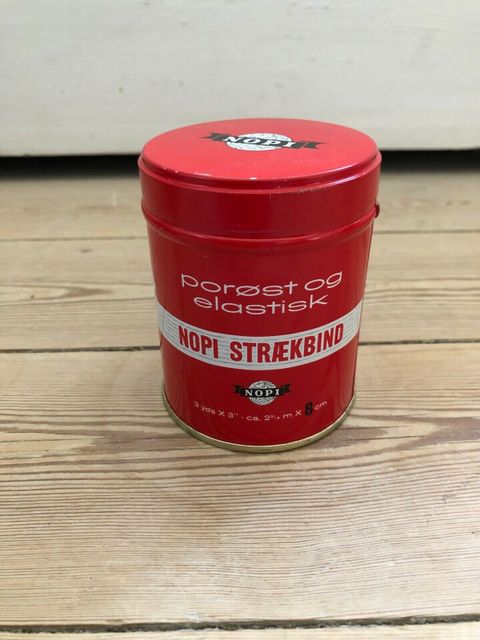 NOPI
porøst og
elastisk
NOPI STRÆKBIND
NOPI
3 yds X 3" - ca. 2³/₄ m X 8 cm